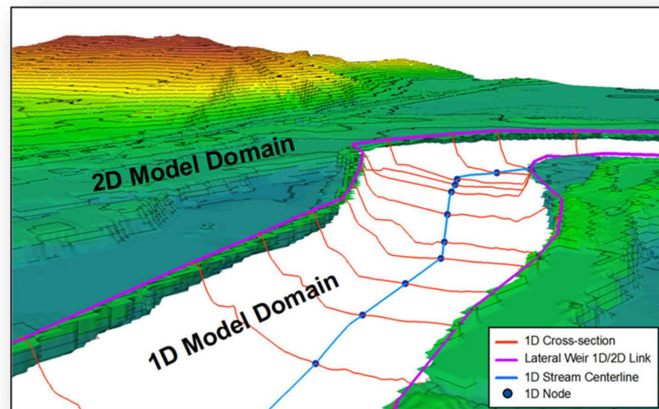 2D Model Domain
1D Model Domain
1D Cross-section
Lateral Weir 1D/2D Link
1D Stream Centerline
1D Node